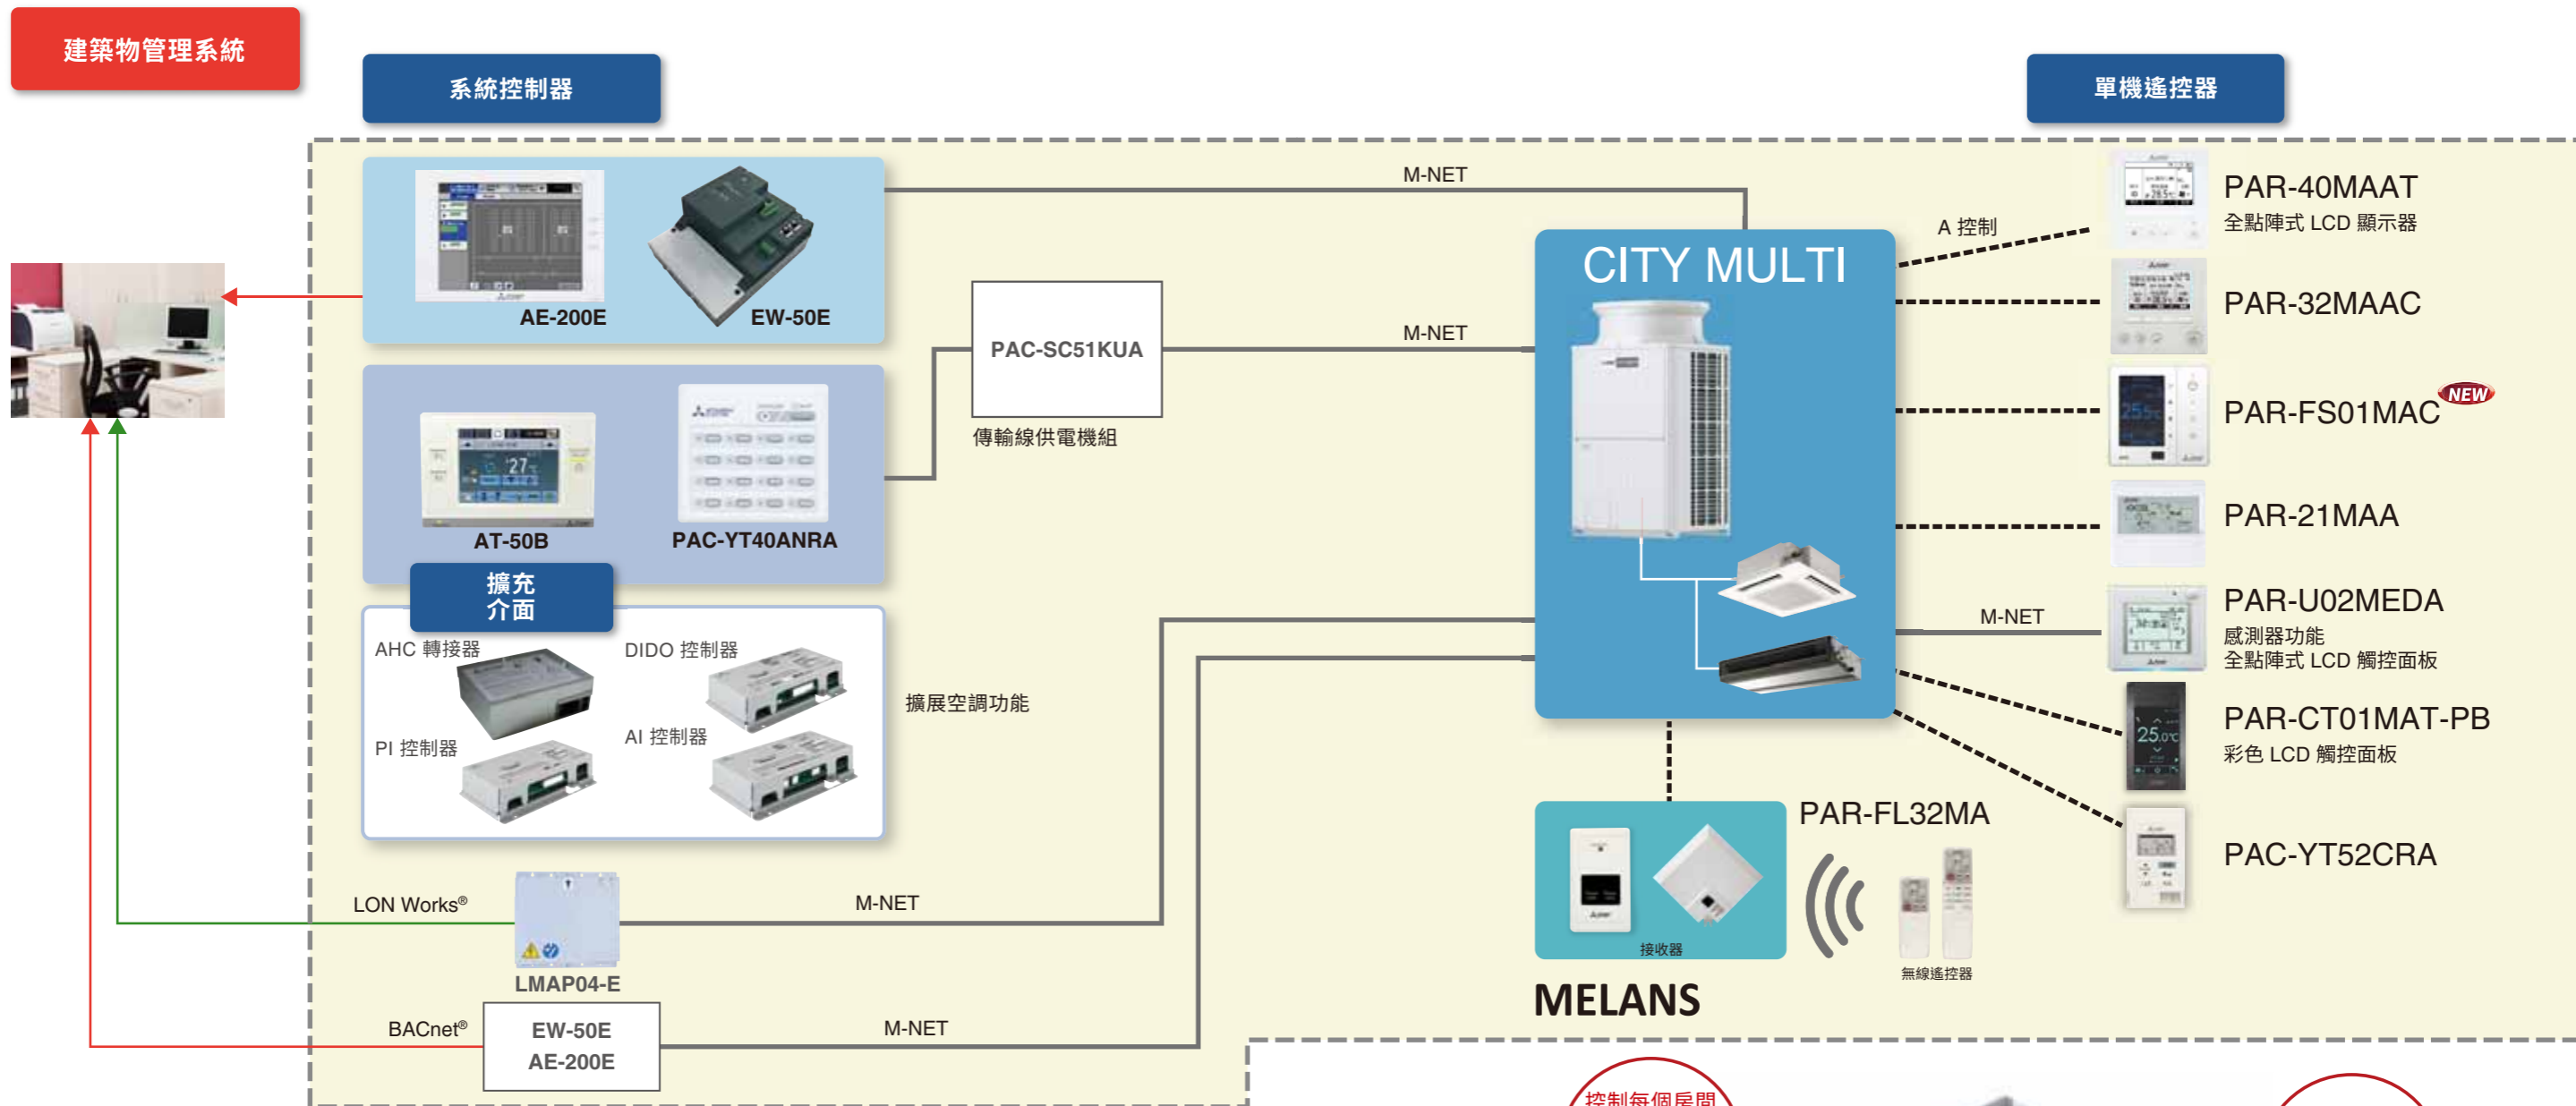 建築物管理系統
系統控制器
單機遙控器
AE-200E
EW-50E
AT-50B
PAC-YT40ANRA
擴充
介面
AHC 轉接器
DIDO 控制器
PI 控制器
AI 控制器
擴展空調功能
PAC-SC51KUA
傳輸線供電機組
M-NET
M-NET
CITY MULTI
A 控制
PAR-40MAAT
全點陣式 LCD 顯示器
PAR-32MAAC
PAR-FS01MAC NEW
PAR-21MAA
M-NET
PAR-U02MEDA
感測器功能
全點陣式 LCD 觸控面板
PAR-CT01MAT-PB
彩色 LCD 觸控面板
PAC-YT52CRA
PAR-FL32MA
接收器
無線遙控器
MELANS
LON Works®
M-NET
LMAP04-E
BACnet®
EW-50E
AE-200E
M-NET
控制每個房間